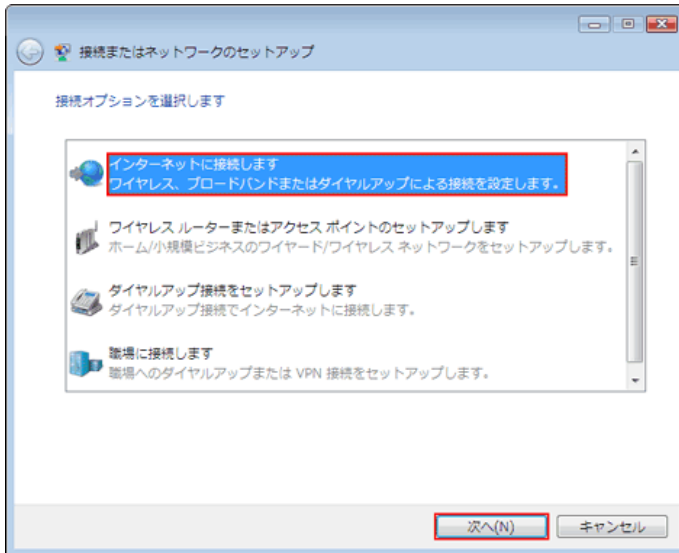 接続またはネットワークのセットアップ
接続オプションを選択します
インターネットに接続します
ワイヤレス、ブロードバンドまたはダイヤルアップによる接続を設定します。
ワイヤレス ルーターまたはアクセス ポイントのセットアップします
ホーム/小規模ビジネスのワイヤード/ワイヤレス ネットワークをセットアップします。
ダイヤルアップ接続をセットアップします
ダイヤルアップ接続でインターネットに接続します。
職場に接続します
職場へのダイヤルアップまたは VPN 接続をセットアップします。
次へ(N)
キャンセル